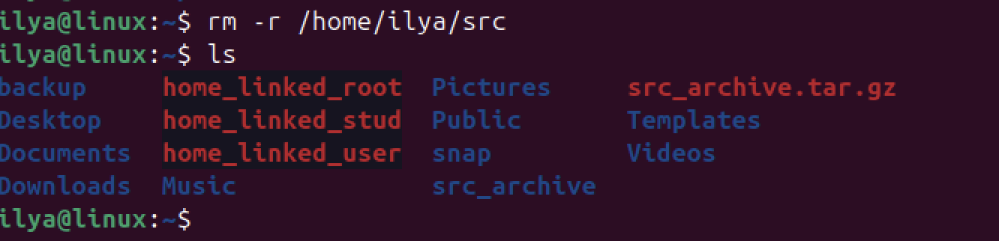 ilya@linux:~$ rm -r /home/ilya/src
ilya@linux:~$ ls
backup home_linked_root Pictures src_archive.tar.gz
Desktop home_linked_stud Public Templates
Documents home_linked_user snap Videos
Downloads Music src_archive
ilya@linux:~$